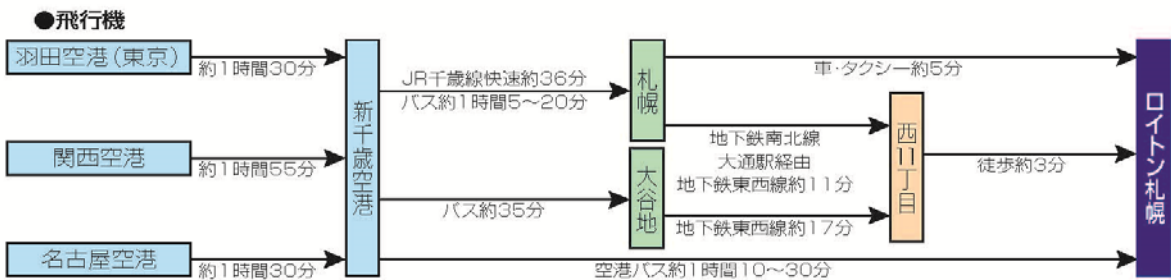 ●飛行機
羽田空港(東京)
約1時間30分
関西空港
約1時間55分
名古屋空港
約1時間30分
新千歳空港
JR千歳線快速約36分
バス約1時間5〜20分
バス約35分
空港バス約1時間10〜30分
札幌
大谷地
車・タクシー約5分
地下鉄南北線
大通駅経由
地下鉄東西線約11分
地下鉄東西線約17分
西11丁目
徒歩約3分
ロイトン札幌